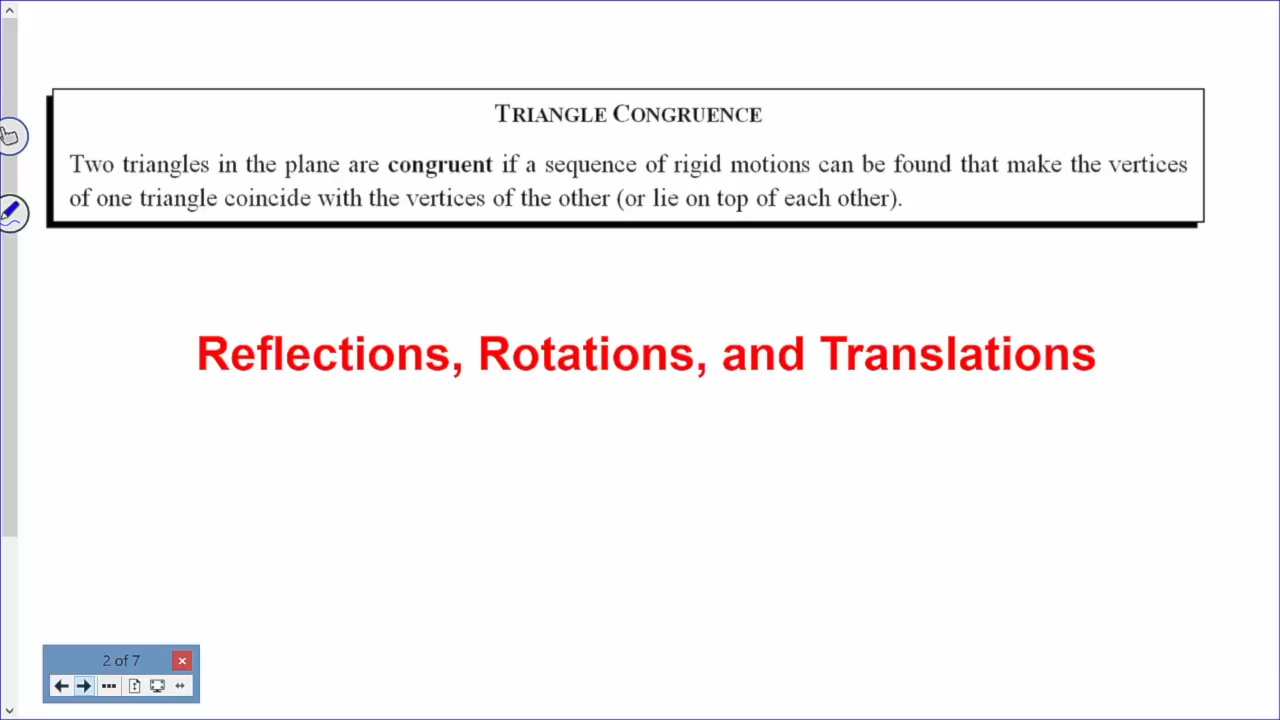 TRIANGLE CONGRUENCE
Two triangles in the plane are congruent if a sequence of rigid motions can be found that make the vertices
of one triangle coincide with the vertices of the other (or lie on top of each other).
Reflections, Rotations, and Translations
2 of 7